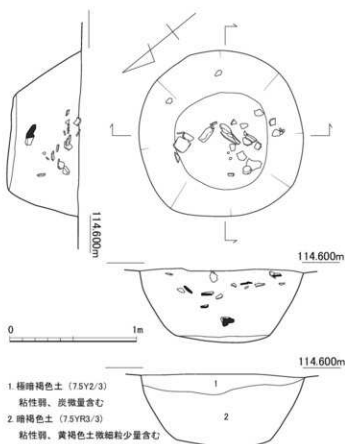 114.600m
114.600m
0 1m
114.600m
1. 極暗褐色土（7.5Y2/3）
粘性弱、炭微量含む
2. 暗褐色土（7.5YR3/3）
粘性弱、黄褐色土微細粒少量含む
1
2